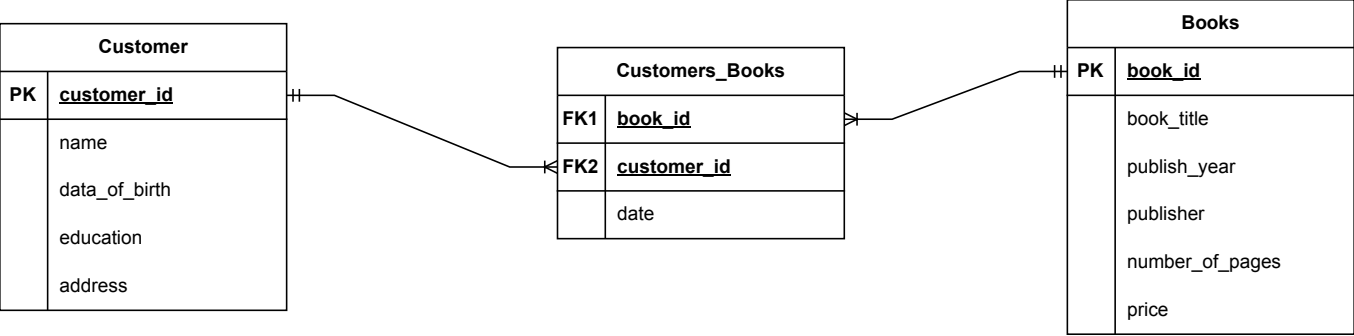 Customer
PK customer_id
name
data_of_birth
education
address
Customers_Books
FK1 book_id
FK2 customer_id
date
Books
PK book_id
book_title
publish_year
publisher
number_of_pages
price